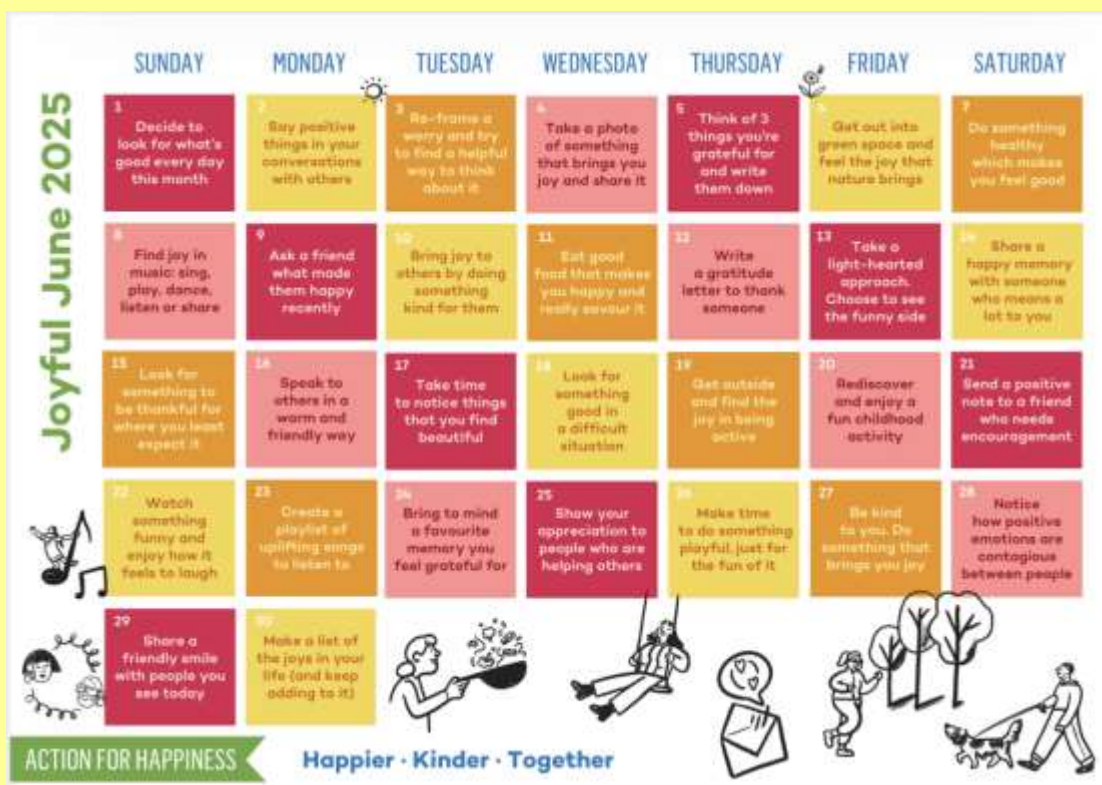 Joyful June 2025
SUNDAY MONDAY TUESDAY WEDNESDAY THURSDAY FRIDAY SATURDAY
1
Decide to
look for what's
good every day
this month
2
Say positive
things in your
conversations
with others
3
Re-frame a
worry and try
to find a helpful
way to think
about it
4
Take a photo
of something
that brings you
joy and share it
5
Think of 3
things you're
grateful for
and write
them down
6
Get out into
green space and
feel the joy that
nature brings
7
Do something
healthy
which makes
you feel good
8
Find joy in
music: sing,
play, dance,
listen or share
9
Ask a friend
what made
them happy
recently
10
Bring joy to
others by doing
something
kind for them
11
Eat good
food that makes
you happy and
really savour it
12
Write
a gratitude
letter to thank
someone
13
Take a
light-hearted
approach.
Choose to see
the funny side
14
Share a
happy memory
with someone
who means a
lot to you
15
Look for
something to
be thankful for
where you least
expect it
16
Speak to
others in a
warm and
friendly way
17
Take time
to notice things
that you find
beautiful
18
Look for
something
good in
a difficult
situation
19
Get outside
and find the
joy in being
active
20
Rediscover
and enjoy a
fun childhood
activity
21
Send a positive
note to a friend
who needs
encouragement
22
Watch
something
funny and
enjoy how it
feels to laugh
23
Create a
playlist of
uplifting songs
to listen to
24
Bring to mind
a favourite
memory you
feel grateful for
25
Show your
appreciation to
people who are
helping others
26
Make time
to do something
playful, just for
the fun of it
27
Be kind
to you. Do
something that
brings you joy
28
Notice
how positive
emotions are
contagious
between people
29
Share a
friendly smile
with people you
see today
30
Make a list of
the joys in your
life (and keep
adding to it)
ACTION FOR HAPPINESS
Happier · Kinder · Together